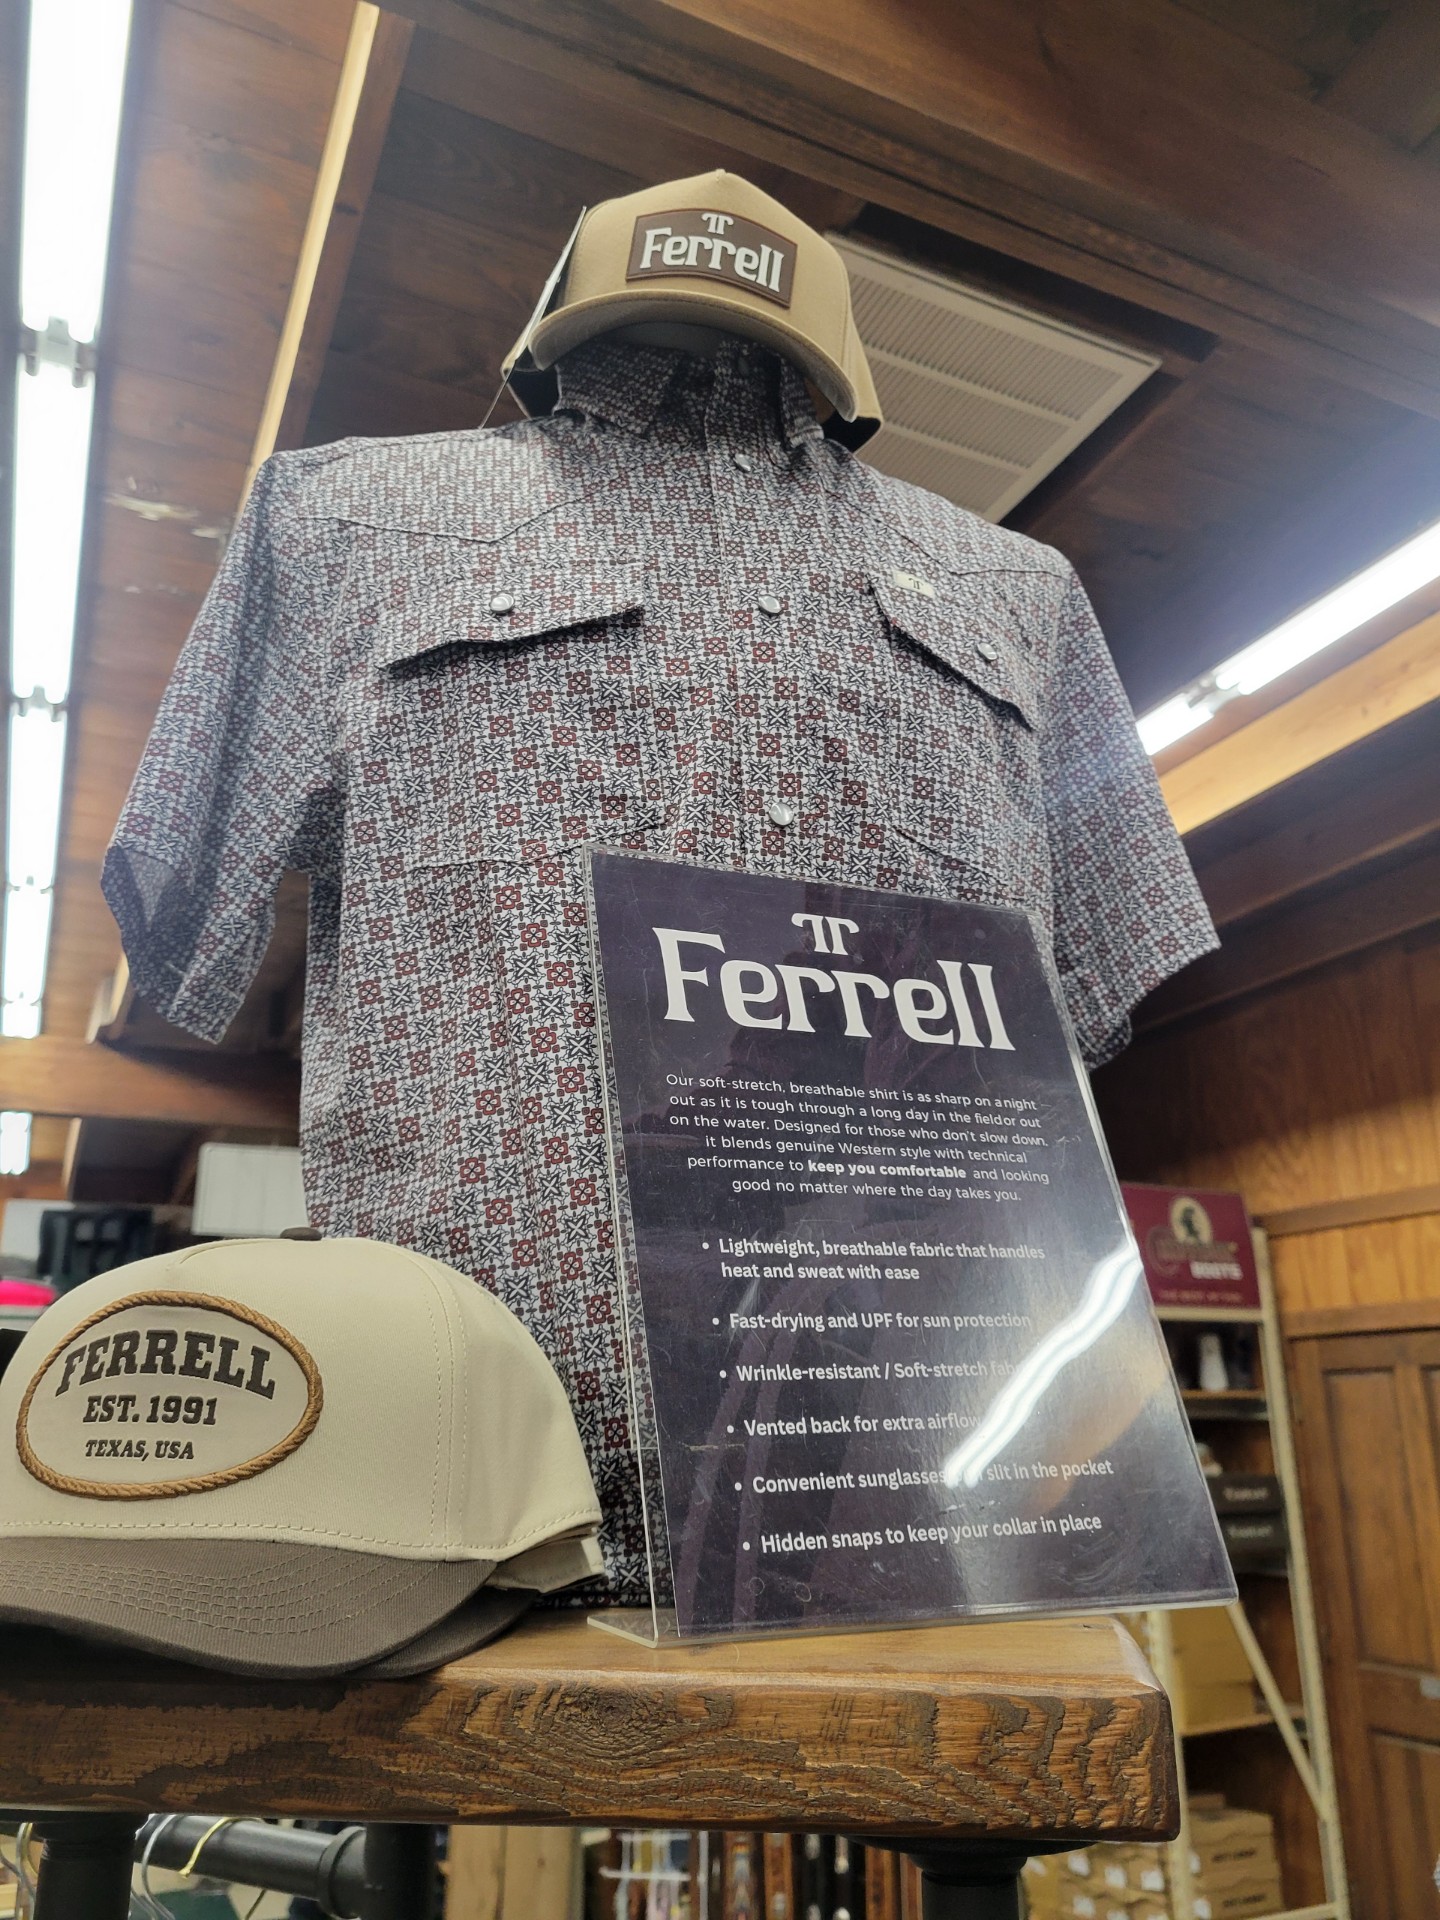 Ferrell
Ferrell
Our soft-stretch, breathable shirt is as sharp on a night
out as it is tough through a long day in the field or out
on the water. Designed for those who don't slow down,
it blends genuine Western style with technical
performance to keep you comfortable and looking
good no matter where the day takes you.
• Lightweight, breathable fabric that handles
heat and sweat with ease
• Fast-drying and UPF for sun protection
• Wrinkle-resistant / Soft-stretch
• Vented back for extra airflow
• Convenient sunglasses slit in the pocket
• Hidden snaps to keep your collar in place
FERRELL
EST. 1991
TEXAS, USA
BOOTS